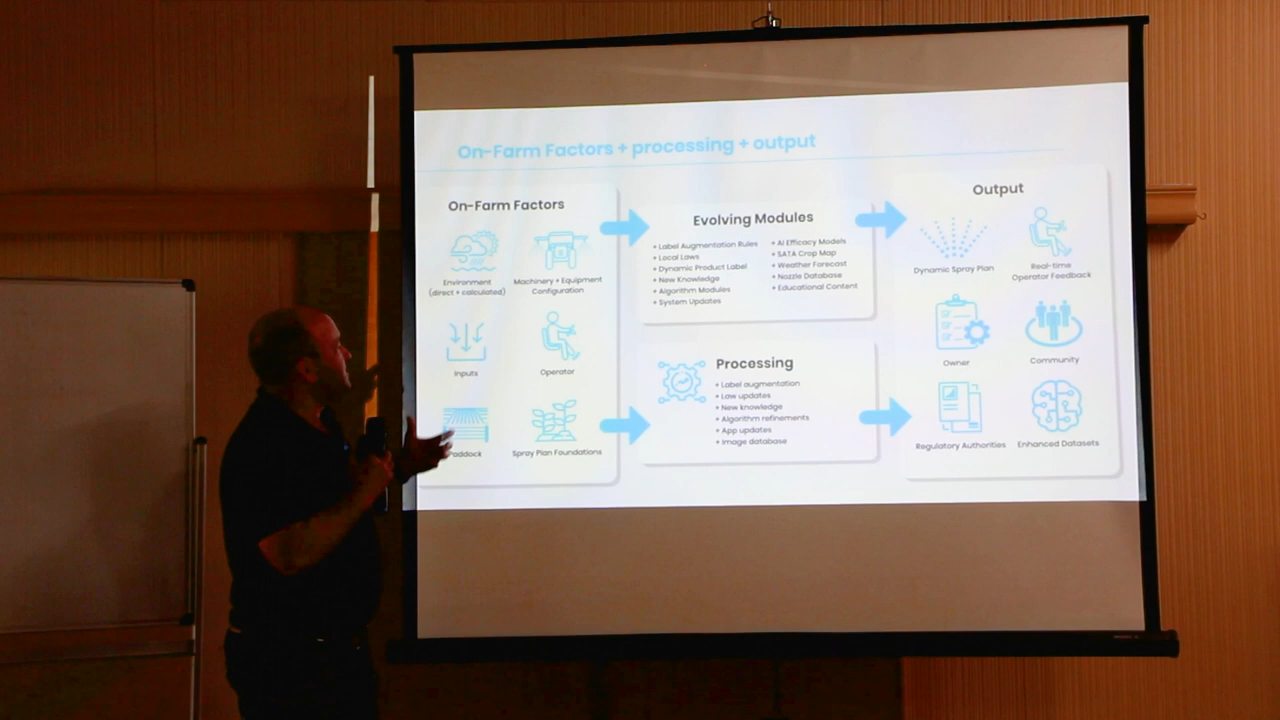 On-Farm Factors + processing + output
On-Farm Factors
Environment
(direct + calculated)
Machinery + Equipment
Configuration
Inputs
Operator
Paddock
Spray Plan Foundations
Evolving Modules
+ Label Augmentation Rules
+ Local Laws
+ Dynamic Product Label
+ New Knowledge
+ Algorithm Modules
+ System Updates
+ AI Efficacy Models
+ SATA Crop Map
+ Weather Forecast
+ Nozzle Database
+ Educational Content
Processing
+ Label augmentation
+ Law updates
+ New knowledge
+ Algorithm refinements
+ App updates
+ Image database
Output
Dynamic Spray Plan
Real-time
Operator Feedback
Owner
Community
Regulatory Authorities
Enhanced Datasets